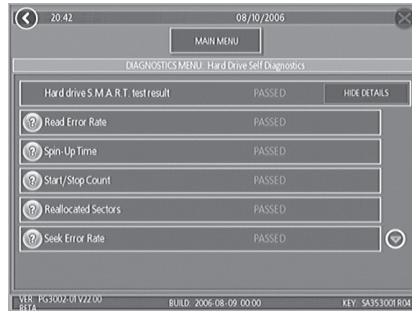 20.42 08/10/2006
MAIN MENU
DIAGNOSTICS MENU: Hard Drive Self Diagnostics
Hard drive S.M.A.R.T. test result PASSED HIDE DETAILS
? Read Error Rate PASSED
? Spin-Up Time PASSED
? Start/Stop Count PASSED
? Reallocated Sectors PASSED
? Seek Error Rate PASSED
VER: PG3002-01 V22.00 BUILD: 2006-08-09 00:00 KEY: SA353001 R04
BETA